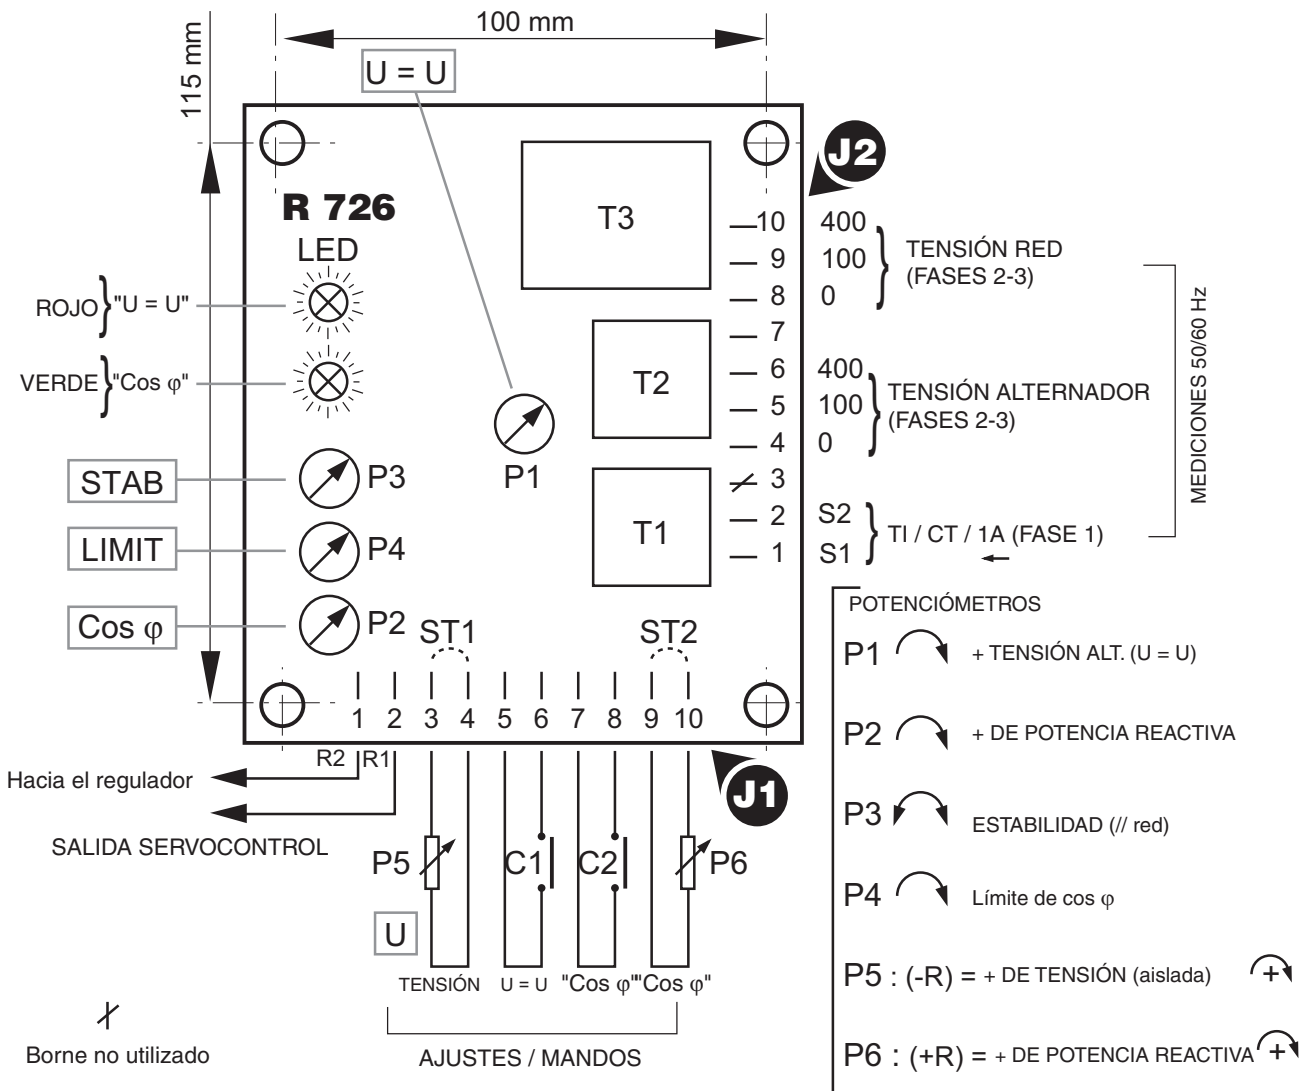 100 mm
115 mm
U = U
J2
R 726
LED
T3
10 400
9 100
8 0
TENSIÓN RED
(FASES 2-3)
7
ROJO "U = U"
VERDE "Cos φ"
T2
6 400
5 100
4 0
TENSIÓN ALTERNADOR
(FASES 2-3)
MEDICIONES 50/60 Hz
P1
STAB
P3
3
T1
2 S2
1 S1
TI / CT / 1A (FASE 1)
LIMIT
P4
Cos φ
P2
ST1
ST2
1 2 3 4 5 6 7 8 9 10
R2 R1
J1
Hacia el regulador
SALIDA SERVOCONTROL
P5
C1
C2
P6
U
TENSIÓN
U = U
"Cos φ"
"Cos φ"
AJUSTES / MANDOS
Borne no utilizado
POTENCIÓMETROS
P1 + TENSIÓN ALT. (U = U)
P2 + DE POTENCIA REACTIVA
P3 ESTABILIDAD (// red)
P4 Límite de cos φ
P5 : (-R) = + DE TENSIÓN (aislada) +
P6 : (+R) = + DE POTENCIA REACTIVA +